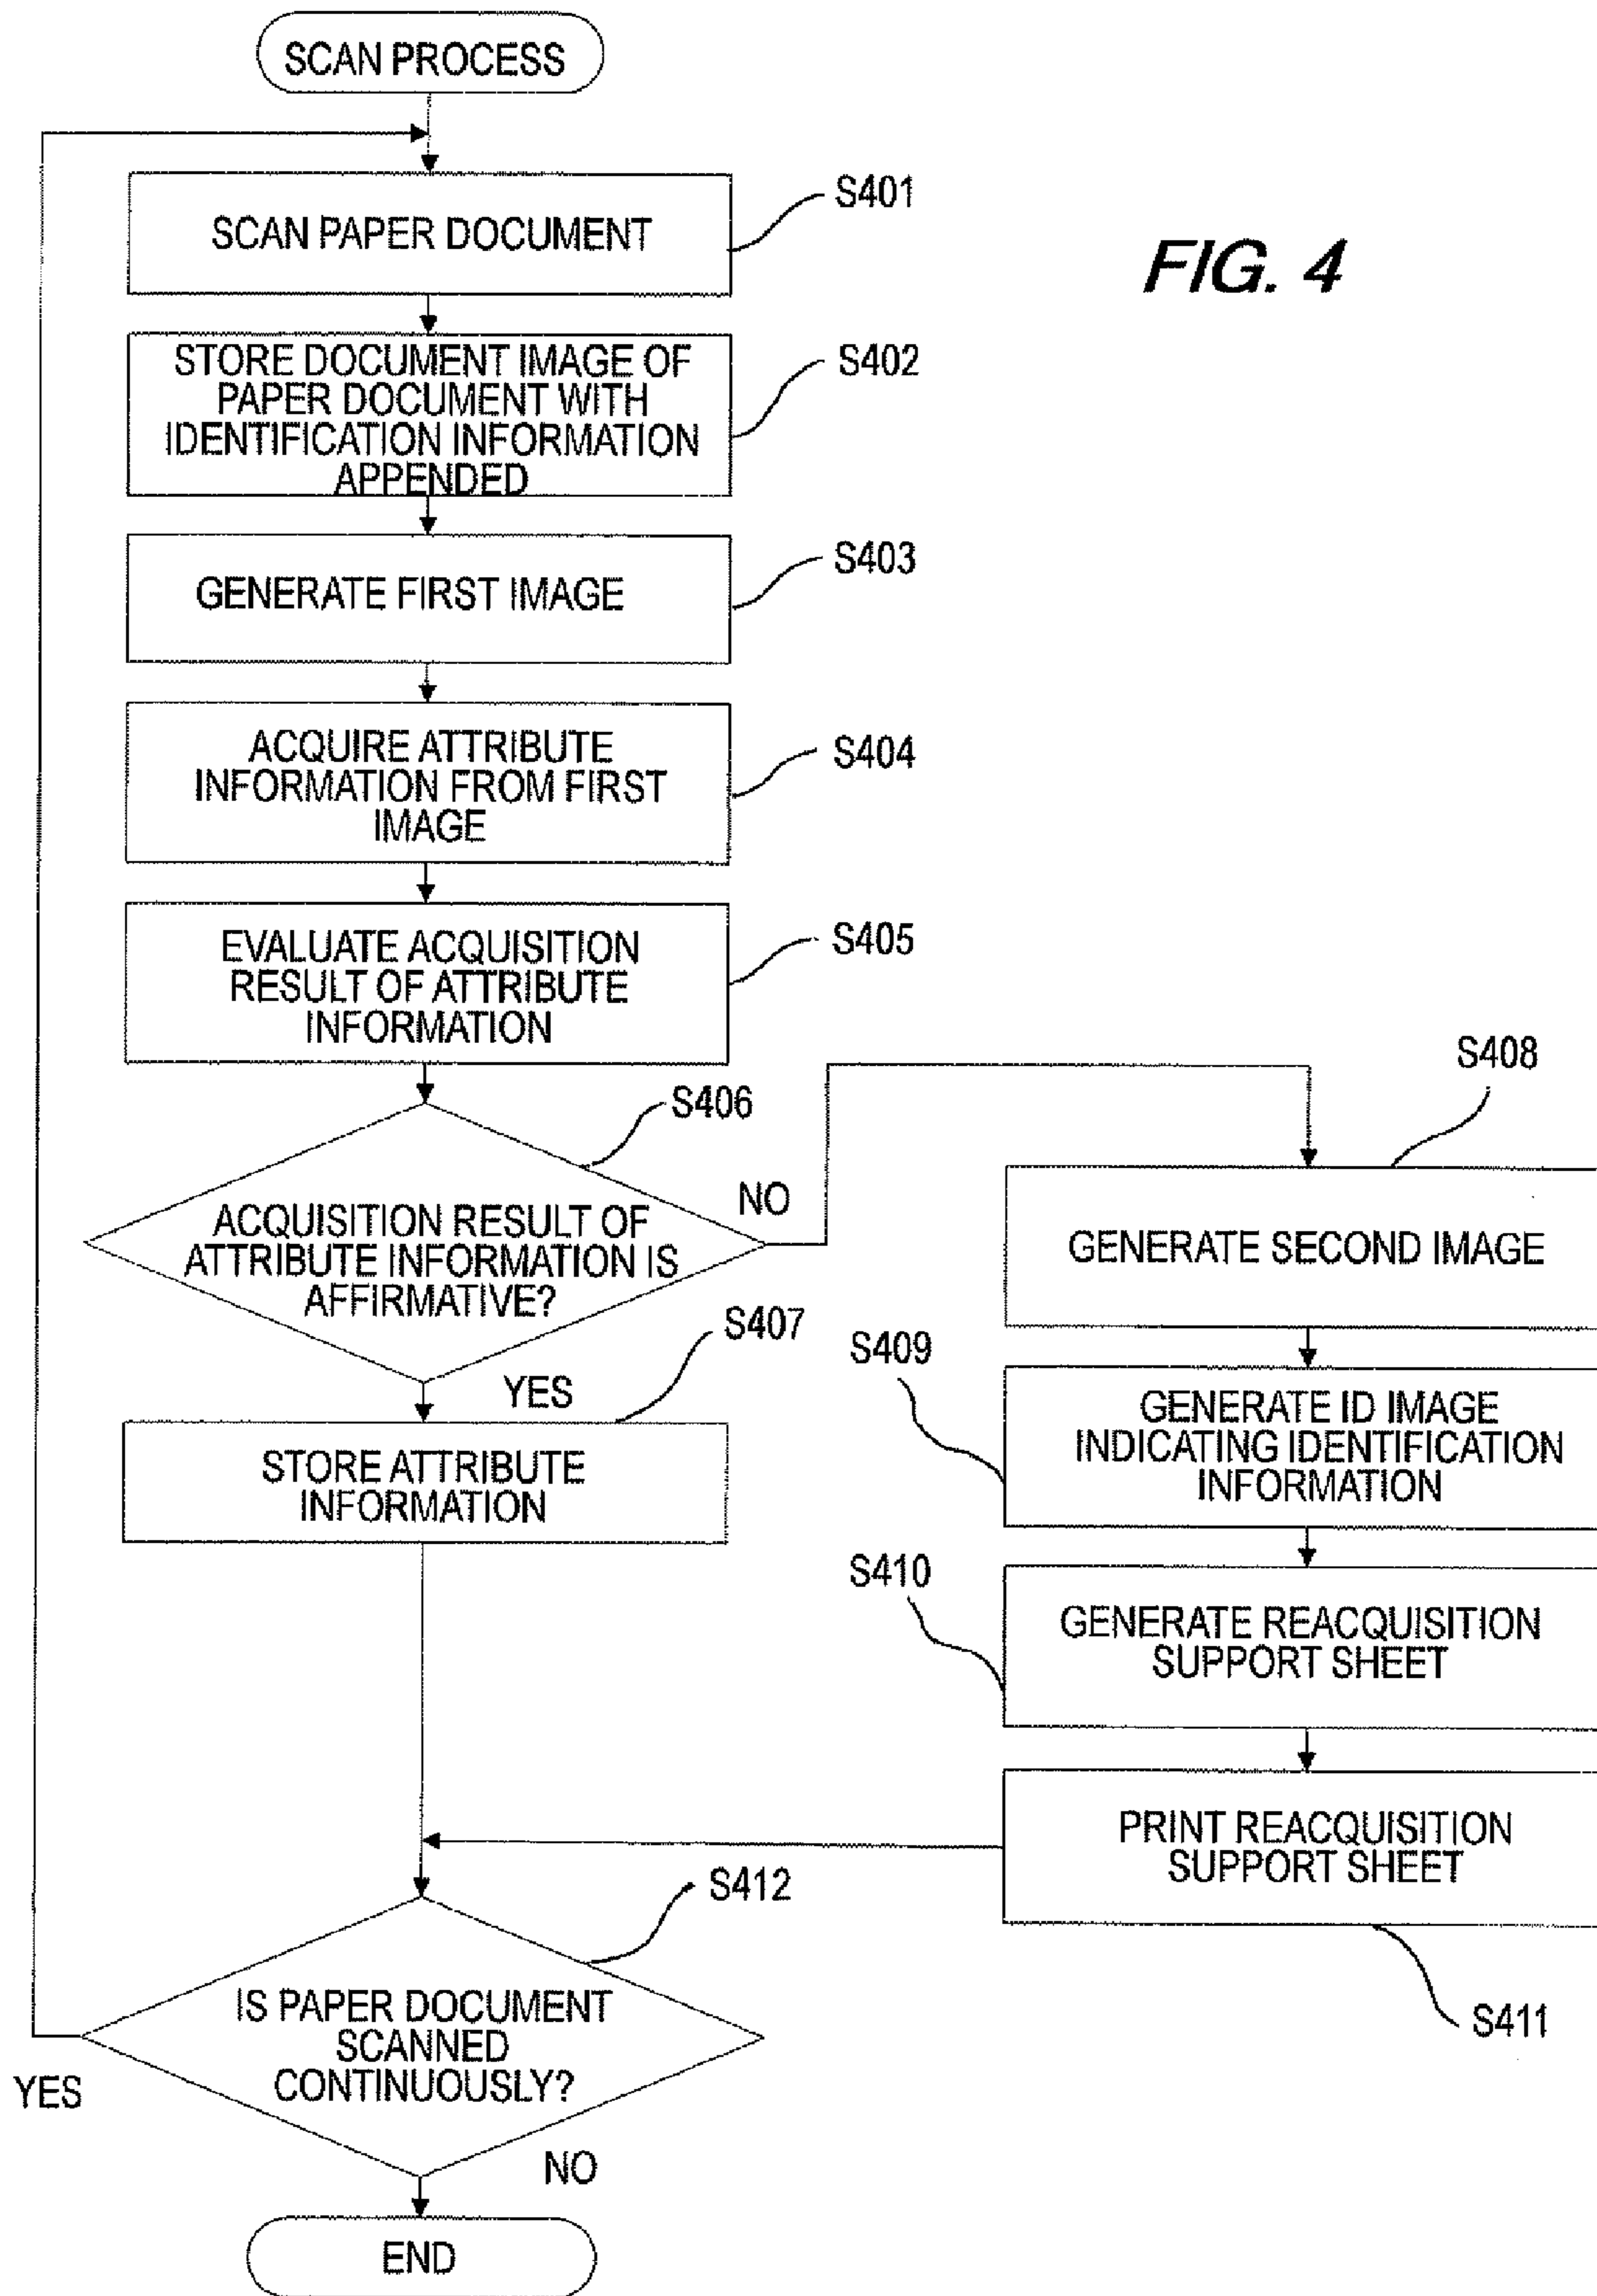 SCAN PROCESS
FIG. 4
SCAN PAPER DOCUMENT
S401
STORE DOCUMENT IMAGE OF
PAPER DOCUMENT WITH
IDENTIFICATION INFORMATION
APPENDED
S402
GENERATE FIRST IMAGE
S403
ACQUIRE ATTRIBUTE
INFORMATION FROM FIRST
IMAGE
S404
EVALUATE ACQUISITION
RESULT OF ATTRIBUTE
INFORMATION
S405
S406
ACQUISITION RESULT OF
ATTRIBUTE INFORMATION IS
AFFIRMATIVE?
NO
YES
S407
STORE ATTRIBUTE
INFORMATION
S408
GENERATE SECOND IMAGE
S409
GENERATE ID IMAGE
INDICATING IDENTIFICATION
INFORMATION
S410
GENERATE REACQUISITION
SUPPORT SHEET
PRINT REACQUISITION
SUPPORT SHEET
S411
S412
IS PAPER DOCUMENT
SCANNED
CONTINUOUSLY?
YES
NO
END